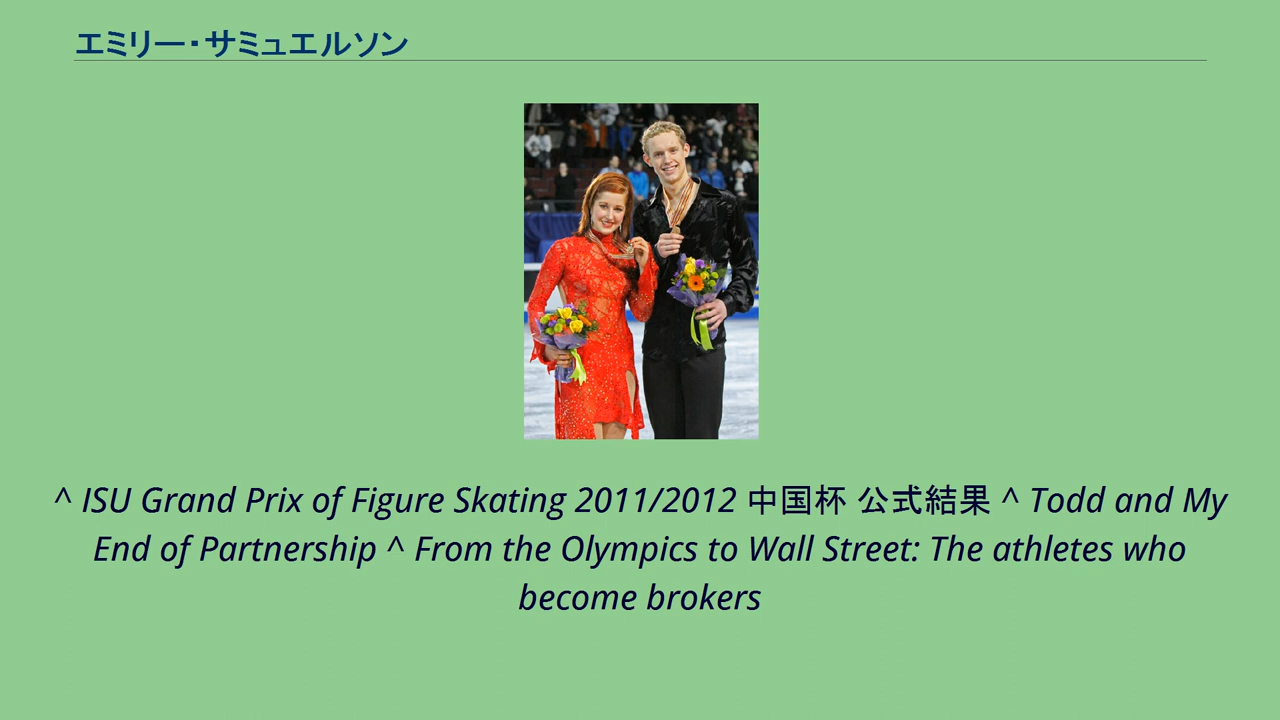 エミリー・サミュエルソン
^ ISU Grand Prix of Figure Skating 2011/2012 中国杯 公式結果 ^ Todd and My
End of Partnership ^ From the Olympics to Wall Street: The athletes who
become brokers